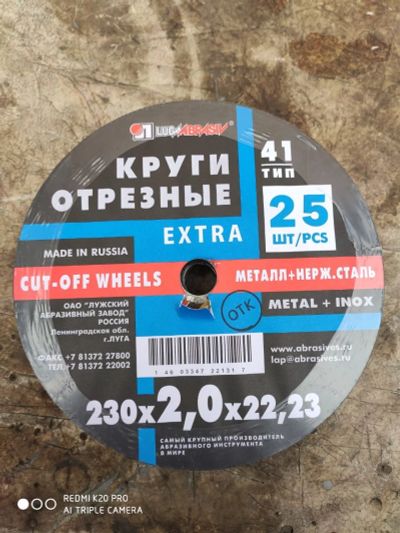 LUGAABRASIV
КРУГИ
ОТРЕЗНЫЕ
41
ТИП
25
ШТ/PCS
EXTRA
MADE IN RUSSIA
CUT-OFF WHEELS
МЕТАЛЛ+НЕРЖ.СТАЛЬ
METAL + INOX
ОТК
ОАО "ЛУЖСКИЙ
АБРАЗИВНЫЙ ЗАВОД"
РОССИЯ
Ленинградская обл.
г.ЛУГА
ФАКС +7 81372 27800
ТЕЛ.+7 81372 22002
www.abrasives.ru
lap@abrasives.ru
230x2,0x22,23
САМЫЙ КРУПНЫЙ ПРОИЗВОДИТЕЛЬ
АБРАЗИВНОГО ИНСТРУМЕНТА
В МИРЕ
REDMI K20 PRO
AI TRIPLE CAMERA